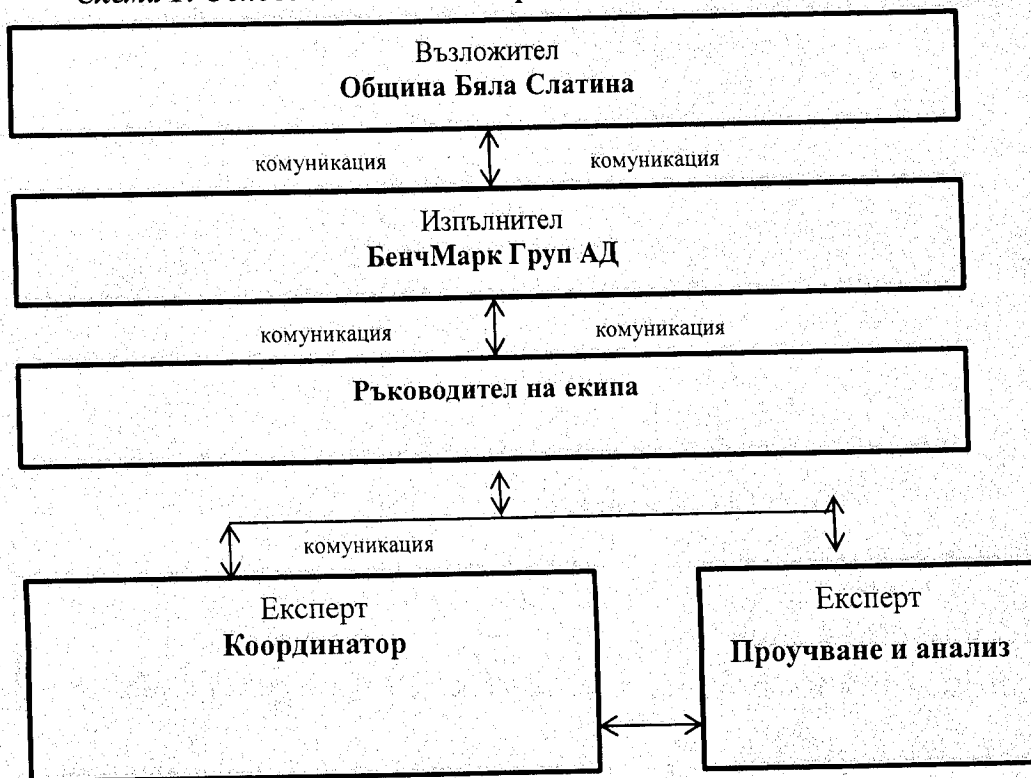 Възложител
Община Бяла Слатина
комуникация комуникация
Изпълнител
БенчМарк Груп АД
комуникация комуникация
Ръководител на екипа
комуникация
Експерт
Координатор
Експерт
Проучване и анализ